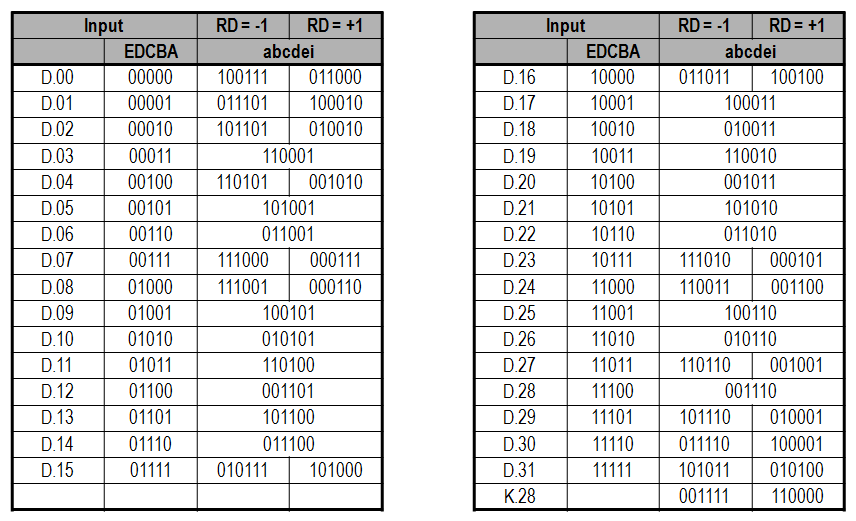 Input RD = -1 RD = +1
EDCBA abcdei
D.00 00000 100111 011000
D.01 00001 011101 100010
D.02 00010 101101 010010
D.03 00011 110001
D.04 00100 110101 001010
D.05 00101 101001
D.06 00110 011001
D.07 00111 111000 000111
D.08 01000 111001 000110
D.09 01001 100101
D.10 01010 010101
D.11 01011 110100
D.12 01100 001101
D.13 01101 101100
D.14 01110 011100
D.15 01111 010111 101000
Input RD = -1 RD = +1
EDCBA abcdei
D.16 10000 011011 100100
D.17 10001 100011
D.18 10010 010011
D.19 10011 110010
D.20 10100 001011
D.21 10101 101010
D.22 10110 011010
D.23 10111 111010 000101
D.24 11000 110011 001100
D.25 11001 100110
D.26 11010 010110
D.27 11011 110110 001001
D.28 11100 001110
D.29 11101 101110 010001
D.30 11110 011110 100001
D.31 11111 101011 010100
K.28 001111 110000